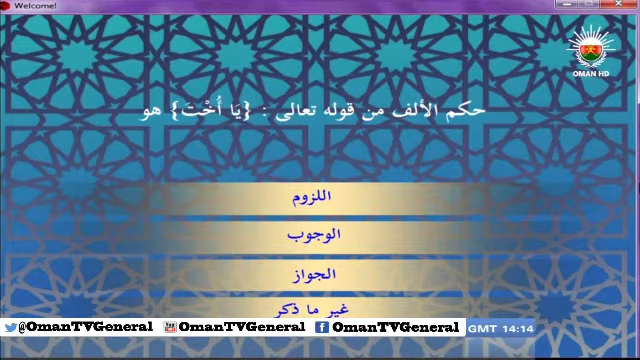 Welcome!
OMAN HD
حكم الألف من قوله تعالى : {يَا أُخْتَ} هو
اللزوم
الوجوب
الجواز
غير ما ذكر
@OmanTVGeneral OmanTVGeneral OmanTVGeneral GMT 14:14